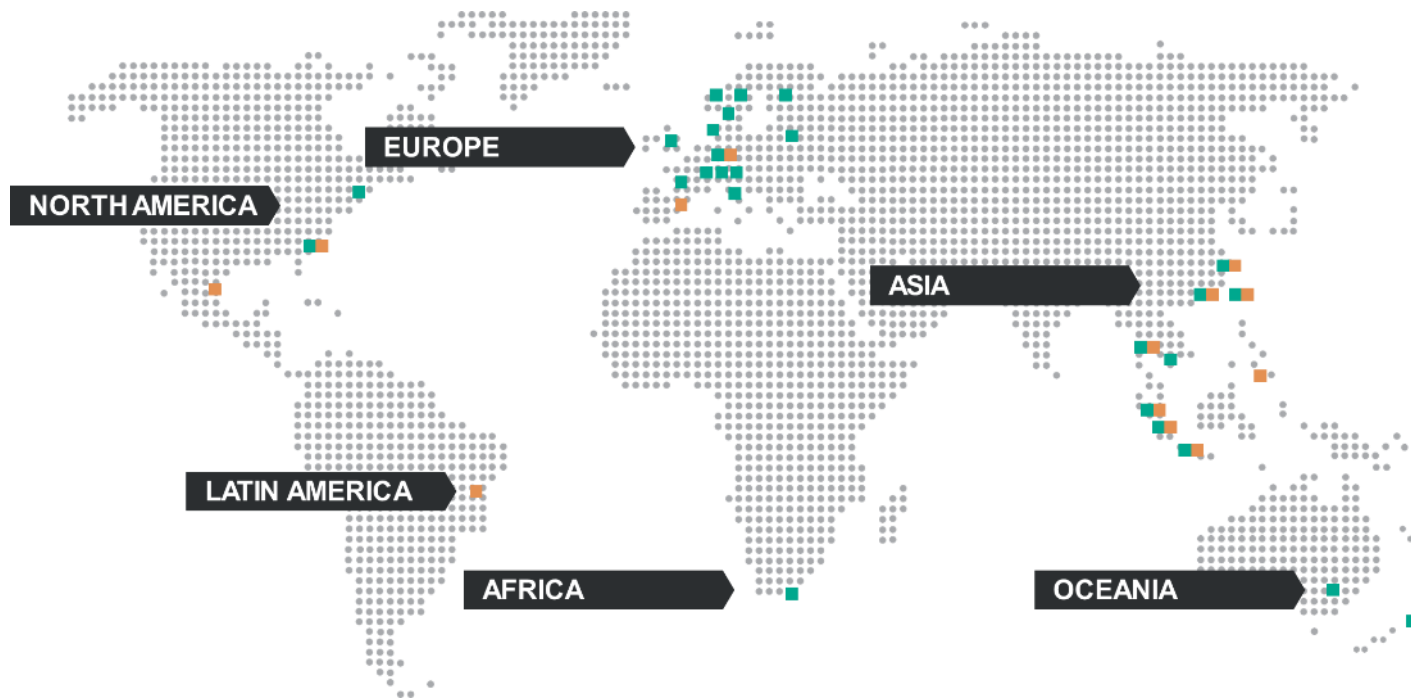 EUROPE
NORTH AMERICA
ASIA
LATIN AMERICA
AFRICA
OCEANIA